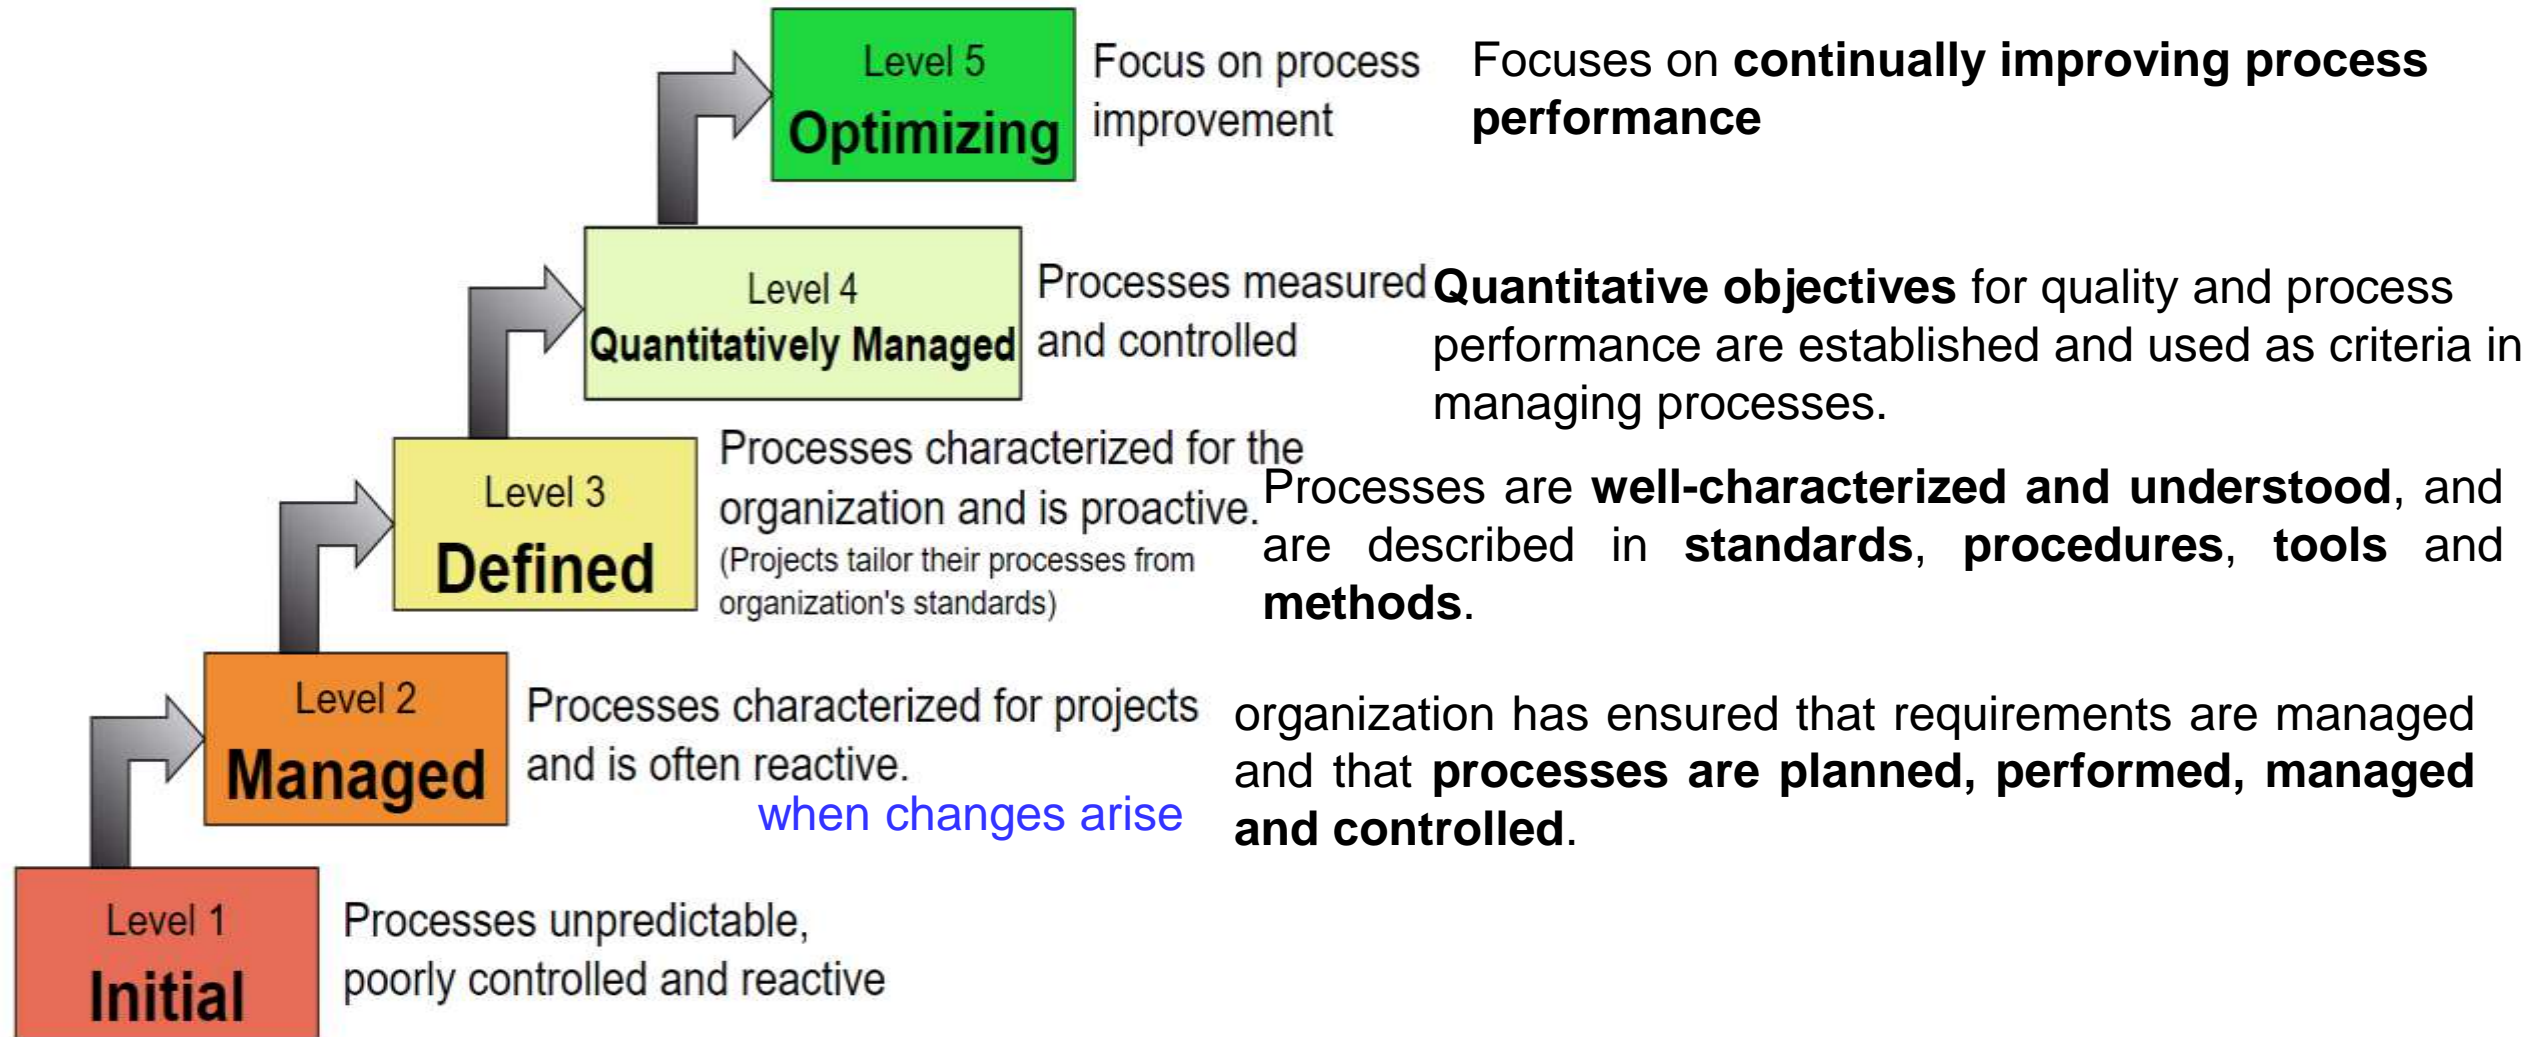 Level 5
Optimizing
Focus on process
improvement
Focuses on continually improving process
performance
Level 4
Quantitatively Managed
Processes measured
and controlled
Quantitative objectives for quality and process
performance are established and used as criteria in
managing processes.
Level 3
Defined
Processes characterized for the
organization and is proactive.
(Projects tailor their processes from
organization's standards)
Processes are well-characterized and understood, and
are described in standards, procedures, tools and
methods.
Level 2
Managed
Processes characterized for projects
and is often reactive.
when changes arise
organization has ensured that requirements are managed
and that processes are planned, performed, managed
and controlled.
Level 1
Initial
Processes unpredictable,
poorly controlled and reactive